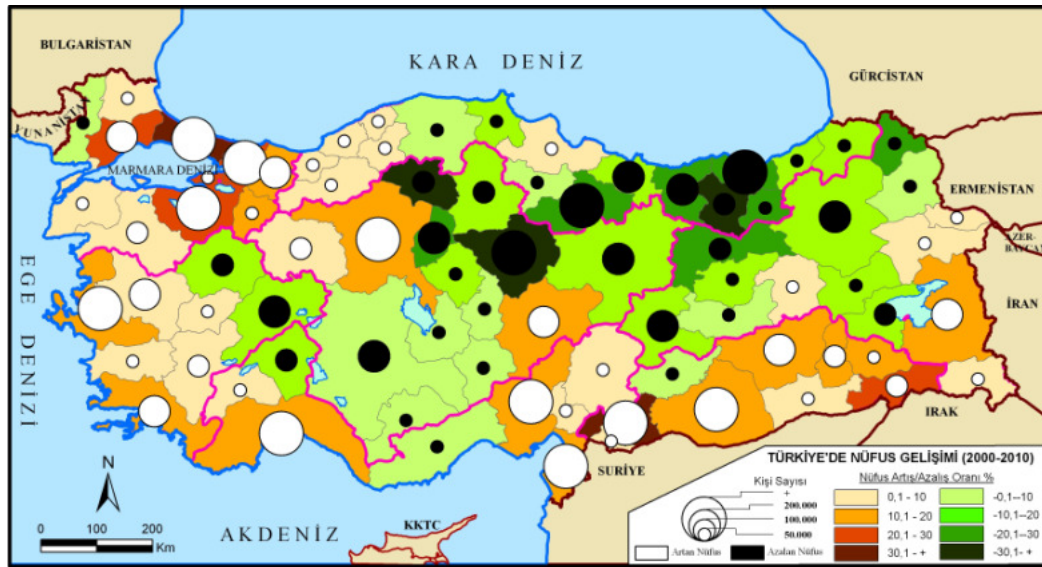 BULGARİSTAN
KARA DENİZ
GÜRCİSTAN
YUNANİSTAN
MARMARA DENİZİ
ERMENİSTAN
AZER-
BAYCAN
EGE DENİZİ
İRAN
IRAK
SURİYE
N
AKDENİZ
KKTC
0 100 200
Km
TÜRKİYE'DE NÜFUS GELİŞİMİ (2000-2010)
Kişi Sayısı
+
200.000
100.000
50.000
Artan Nüfus
Azalan Nüfus
Nüfus Artış/Azalış Oranı %
0,1 - 10
-0,1--10
10,1 - 20
-10,1--20
20,1 - 30
-20,1--30
30,1- +
-30,1- +